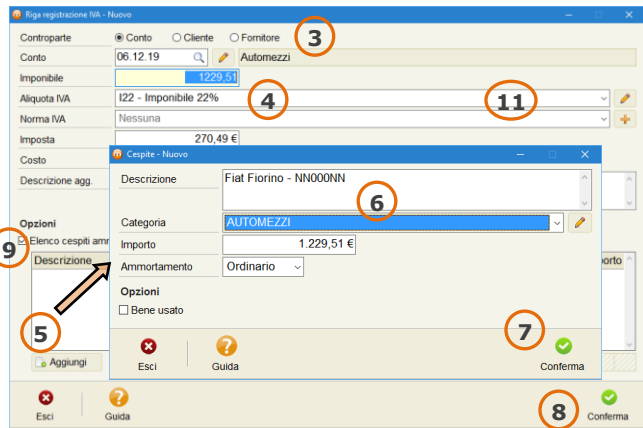 Riga registrazione IVA - Nuovo
Controparte Conto Cliente Fornitore 3
Conto 06.12.19 Automezzi
Imponibile 1229,51
Aliquota IVA I22 - Imponibile 22% 4 11
Norma IVA Nessuna
Imposta 270,49 €
Costo
Descrizione agg.
Opzioni
9 Elenco cespiti
Descrizione
5
Aggiungi
Cespite - Nuovo
Descrizione Fiat Fiorino - NN000NN
6
Categoria AUTOMEZZI
Importo 1.229,51 €
Ammortamento Ordinario
Opzioni
Bene usato
7
Esci Guida Conferma
Esci Guida 8 Conferma